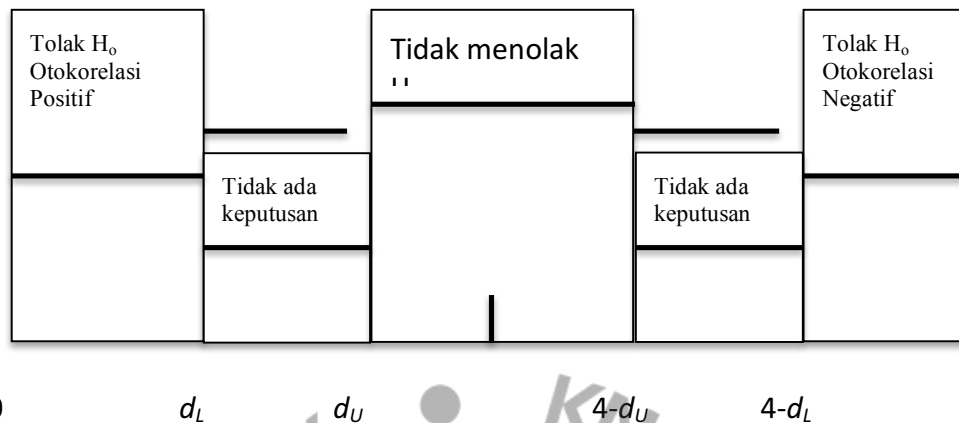 Tolak Ho
Otokorelasi
Positif
Tidak ada
keputusan
Tidak menolak
Tidak ada
keputusan
Tolak Ho
Otokorelasi
Negatif
dL dU 4-dU 4-dL